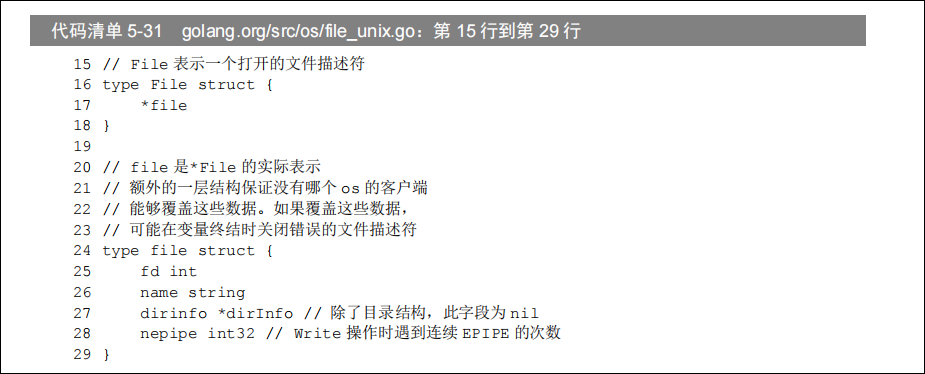 代码清单 5-31 golang.org/src/os/file_unix.go：第 15 行到第 29 行
15 // File 表示一个打开的文件描述符
16 type File struct {
17     *file
18 }
19
20 // file 是*File 的实际表示
21 // 额外的一层结构保证没有哪个 os 的客户端
22 // 能够覆盖这些数据。如果覆盖这些数据，
23 // 可能在变量终结时关闭错误的文件描述符
24 type file struct {
25     fd int
26     name string
27     dirinfo *dirInfo // 除了目录结构，此字段为 nil
28     nepipe int32 // Write 操作时遇到连续 EPIPE 的次数
29 }